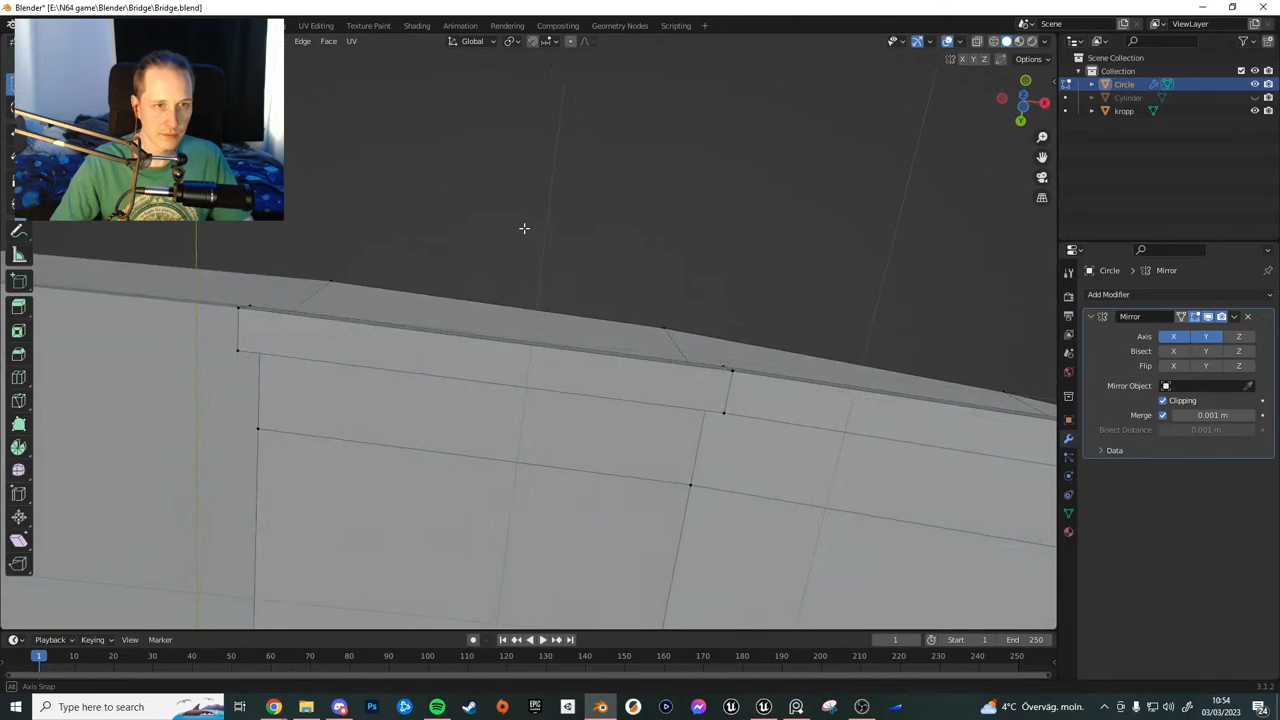 Blender* [E:\N64 game\Blender\Bridge\Bridge.blend]
UV Editing Texture Paint Shading Animation Rendering Compositing Geometry Nodes Scripting
Scene
ViewLayer
Edge Face UV
Global
X Y Z
Options
Scene Collection
Collection
Circle
Cylinder
kropp
X
Y
Z
Circle > Mirror
Add Modifier
Mirror
Axis X Y Z
Bisect X Y Z
Flip X Y Z
Mirror Object
Clipping
Merge 0.001 m
Bisect Distance 0.001 m
Data
Playback Keying View Marker
1 Start 1 End 250
1 10 20 30 40 50 60 70 80 90 100 110 120 130 140 150 160 170 180 190 200 210 220 230 240 250
Alt Axis Snap
3.1.2
Type here to search
4°C Överväg. moln.
10:54
03/03/2023